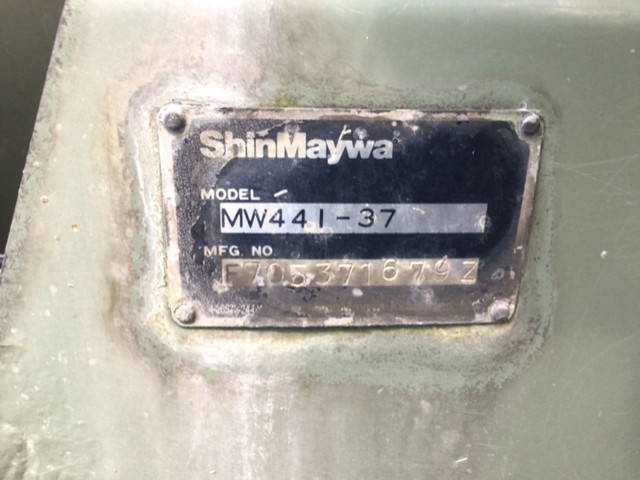 ShinMaywa
MODEL
MW441-37
MFG. NO
F705371679Z